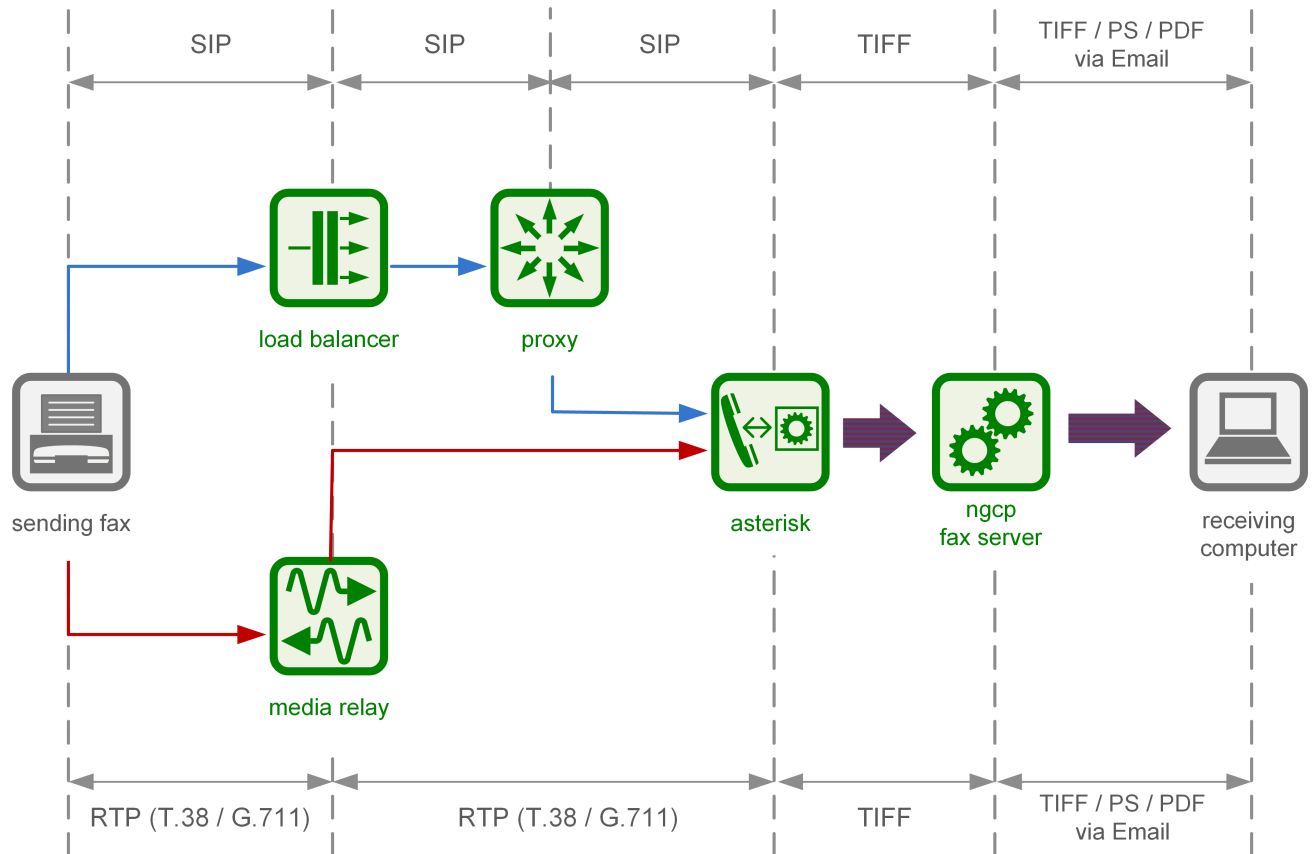 SIP
SIP
SIP
TIFF
TIFF / PS / PDF
via Email
load balancer
proxy
sending fax
asterisk
ngcp
fax server
receiving
computer
media relay
RTP (T.38 / G.711)
RTP (T.38 / G.711)
TIFF
TIFF / PS / PDF
via Email